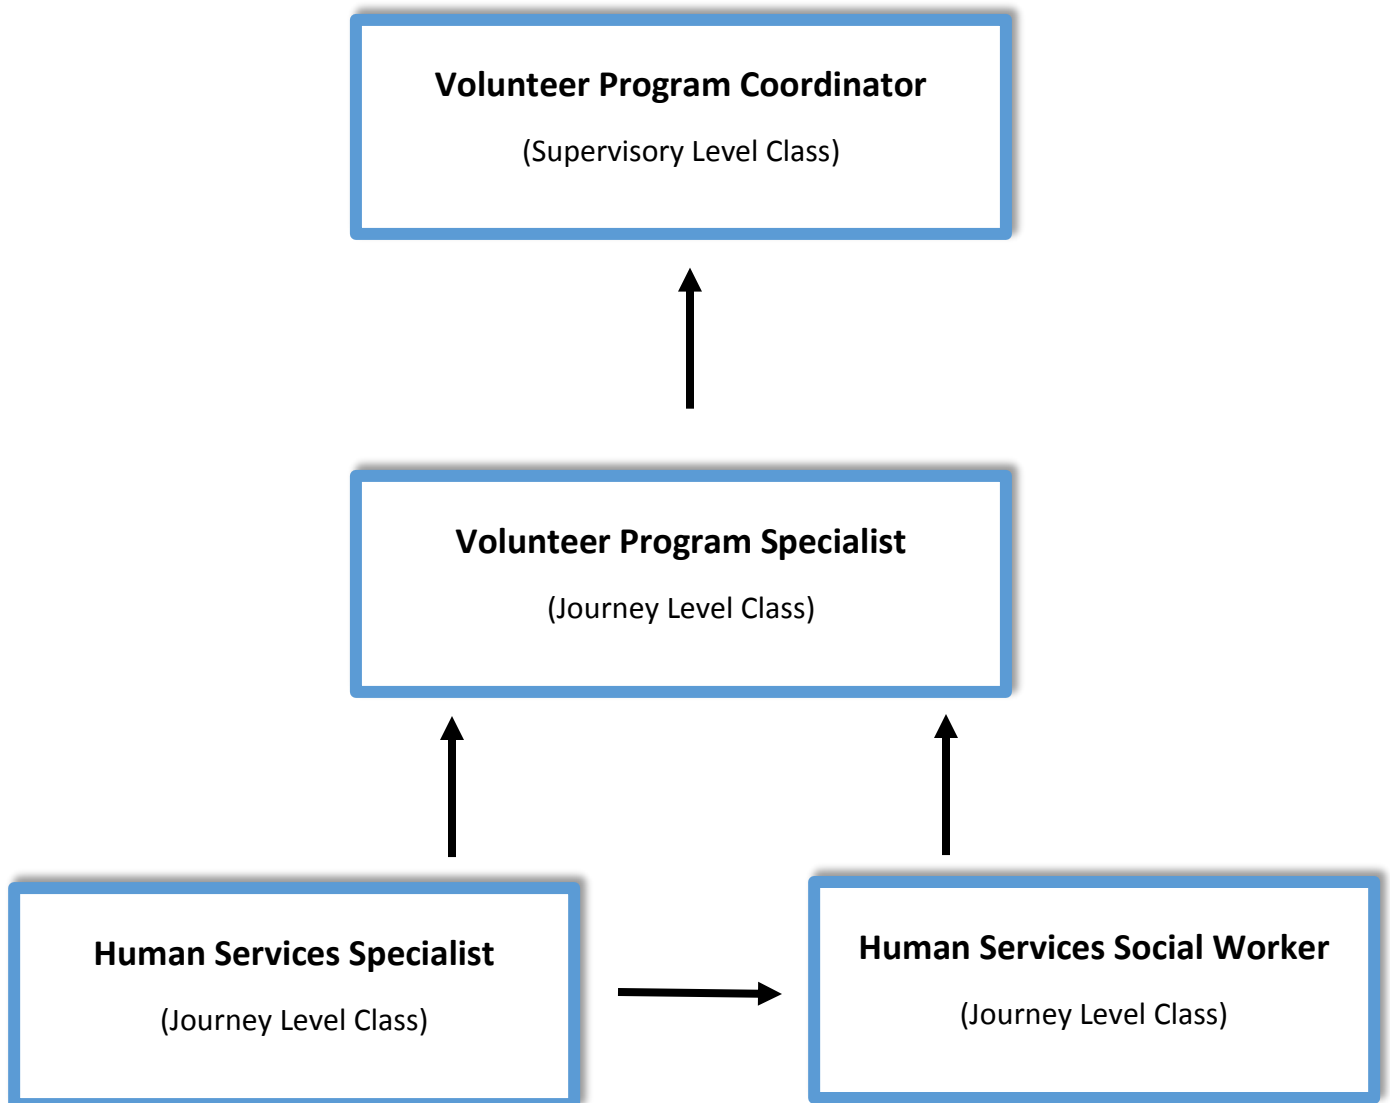 Volunteer Program Coordinator
(Supervisory Level Class)
Volunteer Program Specialist
(Journey Level Class)
Human Services Specialist
(Journey Level Class)
Human Services Social Worker
(Journey Level Class)